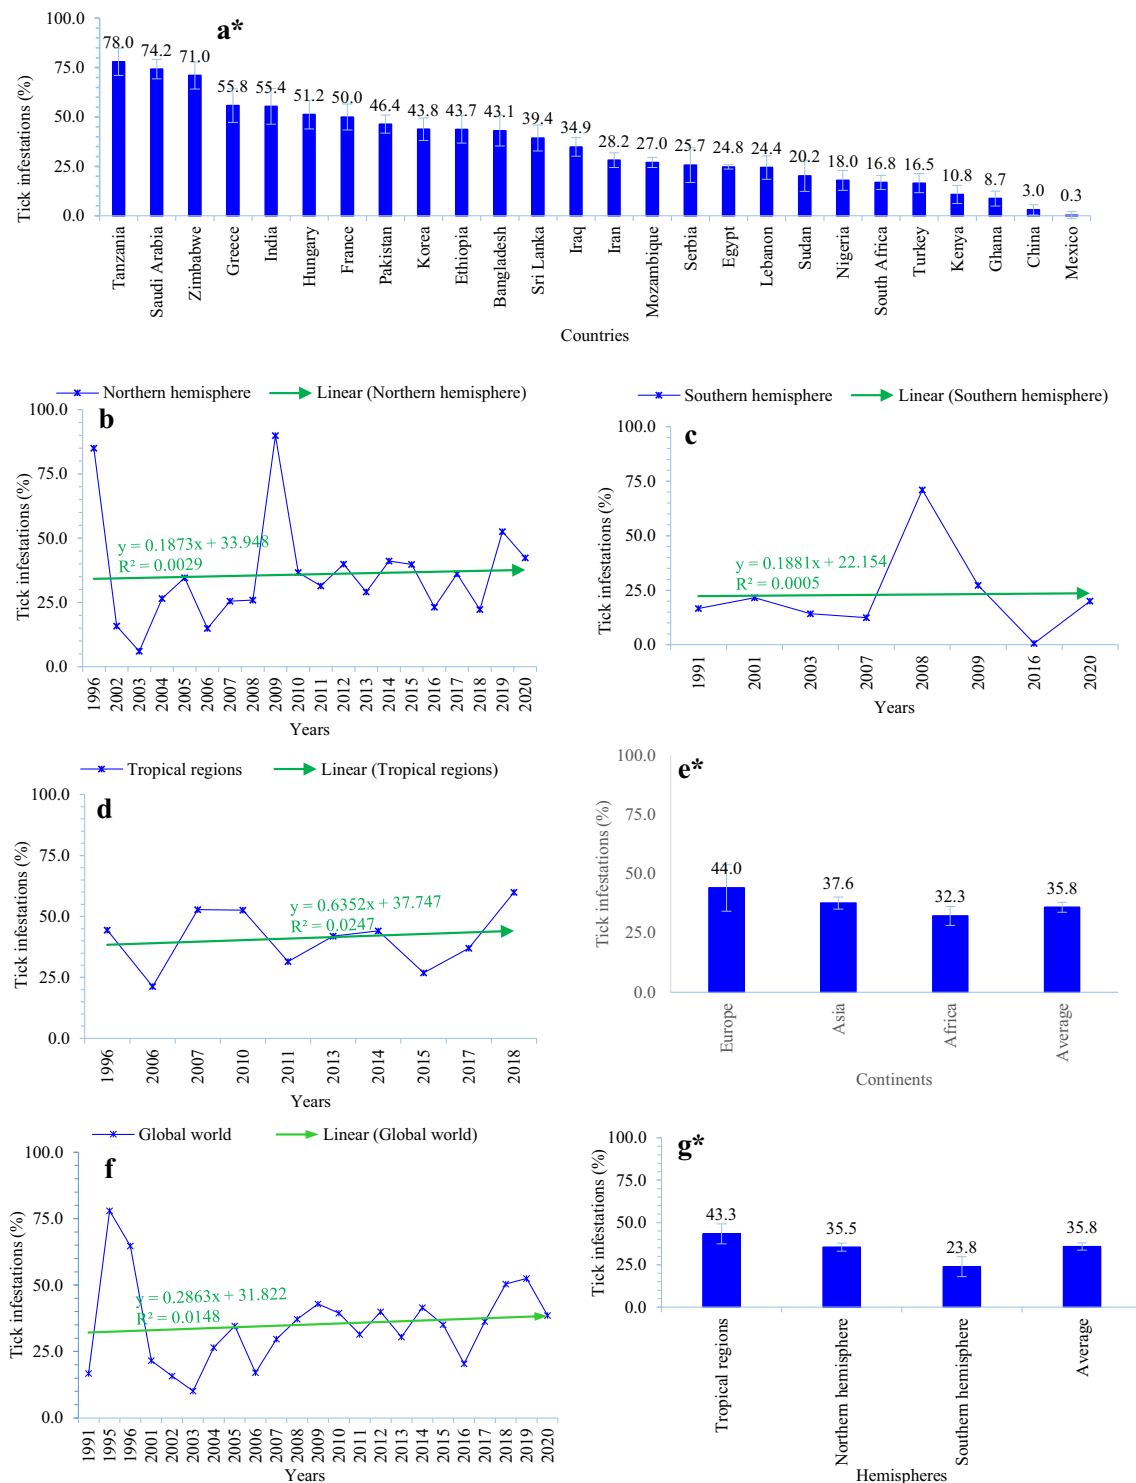 a*
Tick infestations (%)
100.0
75.0
50.0
25.0
0.0
78.0 74.2 71.0 55.8 55.4 51.2 50.0 46.4 43.8 43.7 43.1 39.4 34.9 28.2 27.0 25.7 24.8 24.4 20.2 18.0 16.8 16.5 10.8 8.7 3.0 0.3
Tanzania Saudi Arabia Zimbabwe Greece India Hungary France Pakistan Korea Ethiopia Bangladesh Sri Lanka Iraq Iran Mozambique Serbia Egypt Lebanon Sudan Nigeria South Africa Turkey Kenya Ghana China Mexico
Countries
Northern hemisphere Linear (Northern hemisphere)
b
Tick infestations (%)
100.0
75.0
50.0
25.0
0.0
y = 0.1873x + 33.948
R² = 0.0029
1996 2002 2003 2004 2005 2006 2007 2008 2009 2010 2011 2012 2013 2014 2015 2016 2017 2018 2019 2020
Years
Southern hemisphere Linear (Southern hemisphere)
c
Tick infestations (%)
100.0
75.0
50.0
25.0
0.0
y = 0.1881x + 22.154
R² = 0.0005
1991 2001 2003 2007 2008 2009 2016 2020
Years
Tropical regions Linear (Tropical regions)
d
Tick infestations (%)
100.0
75.0
50.0
25.0
0.0
y = 0.6352x + 37.747
R² = 0.0247
1996 2006 2007 2010 2011 2013 2014 2015 2017 2018
Years
e*
Tick infestations (%)
100.0
75.0
50.0
25.0
0.0
44.0 37.6 32.3 35.8
Europe Asia Africa Average
Continents
Global world Linear (Global world)
f
Tick infestations (%)
100.0
75.0
50.0
25.0
0.0
y = 0.2863x + 31.822
R² = 0.0148
1991 1995 1996 2001 2002 2003 2004 2005 2006 2007 2008 2009 2010 2011 2012 2013 2014 2015 2016 2017 2018 2019 2020
Years
g*
Tick infestations (%)
100.0
75.0
50.0
25.0
0.0
43.3 35.5 23.8 35.8
Tropical regions Northern hemisphere Southern hemisphere Average
Hemispheres